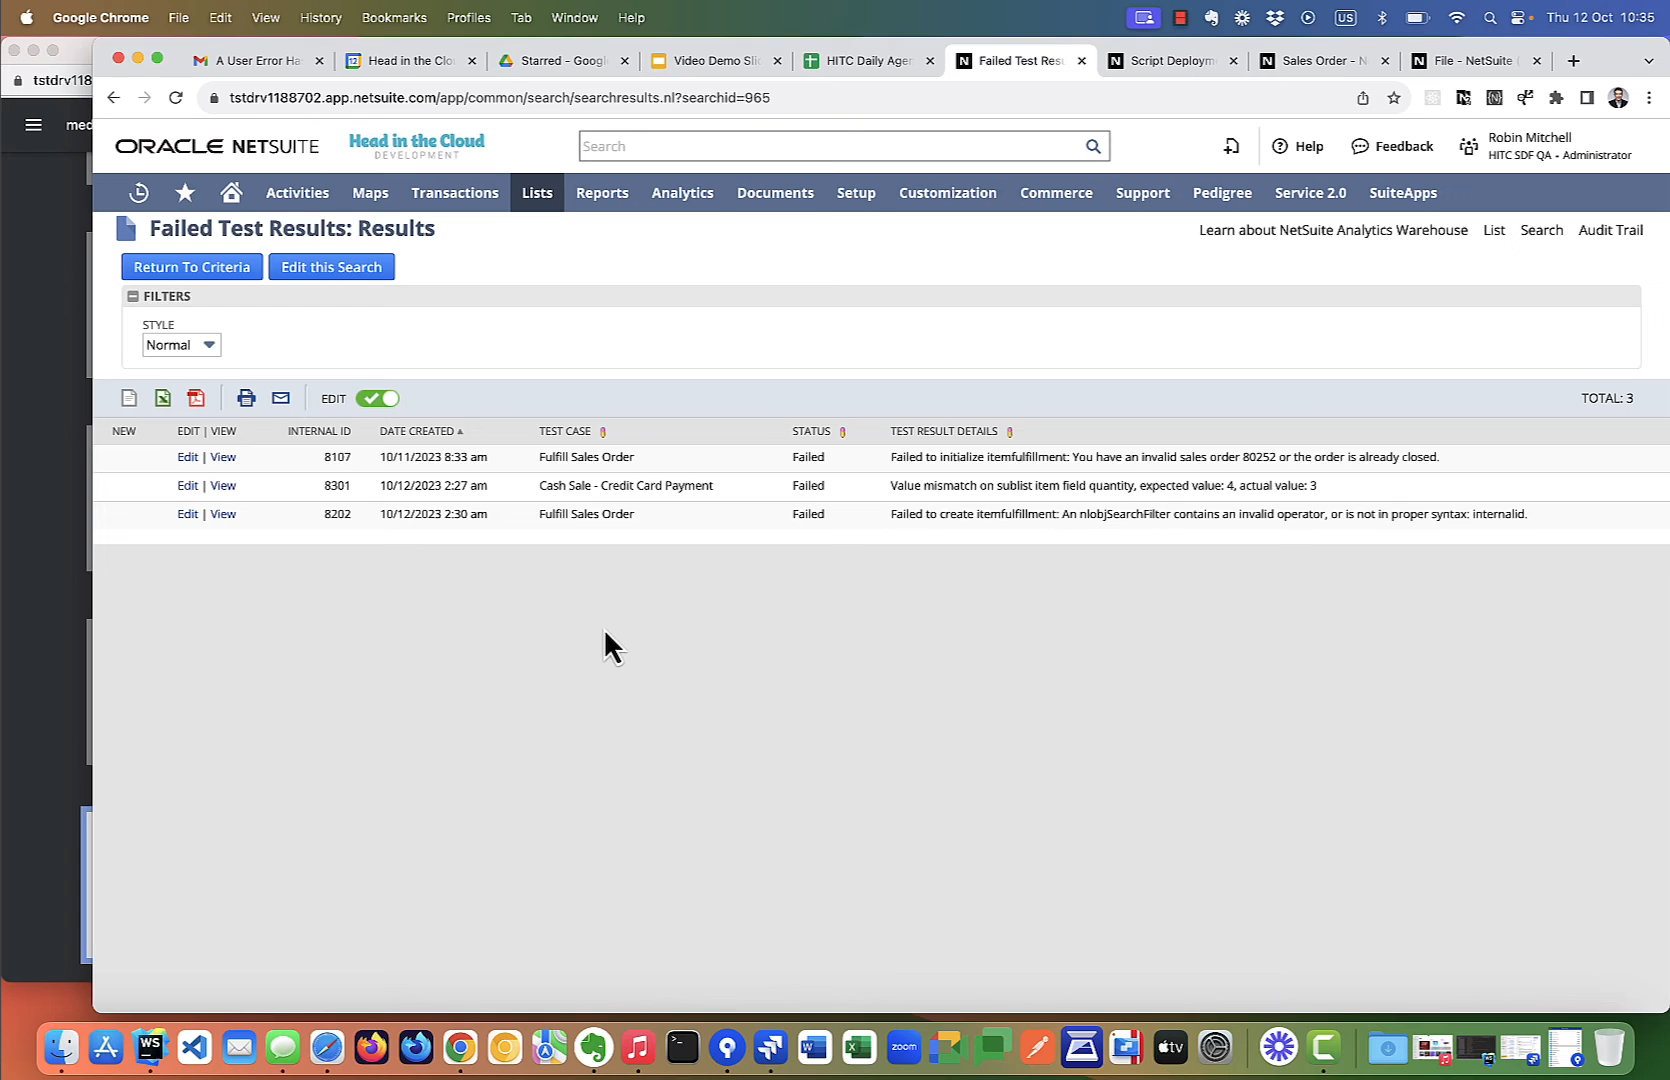 Google Chrome File Edit View History Bookmarks Profiles Tab Window Help US Thu 12 Oct 10:35
tstdrv118
A User Error Ha Head in the Clo Starred - Googl Video Demo Sli HITC Daily Agen Failed Test Resu Script Deploym Sales Order - N File - NetSuite (
tstdrv1188702.app.netsuite.com/app/common/search/searchresults.nl?searchid=965
med
ORACLE NETSUITE Head in the Cloud Search Help Feedback Robin Mitchell
DEVELOPMENT HITC SDF QA - Administrator
Activities Maps Transactions Lists Reports Analytics Documents Setup Customization Commerce Support Pedigree Service 2.0 SuiteApps
Failed Test Results: Results Learn about NetSuite Analytics Warehouse List Search Audit Trail
Return To Criteria Edit this Search
FILTERS
STYLE
Normal
EDIT TOTAL: 3
NEW EDIT | VIEW INTERNAL ID DATE CREATED TEST CASE STATUS TEST RESULT DETAILS
Edit | View 8107 10/11/2023 8:33 am Fulfill Sales Order Failed Failed to initialize itemfulfillment: You have an invalid sales order 80252 or the order is already closed.
Edit | View 8301 10/12/2023 2:27 am Cash Sale - Credit Card Payment Failed Value mismatch on sublist item field quantity, expected value: 4, actual value: 3
Edit | View 8202 10/12/2023 2:30 am Fulfill Sales Order Failed Failed to create itemfulfillment: An nlobjSearchFilter contains an invalid operator, or is not in proper syntax: internalid.
WS zoom tv